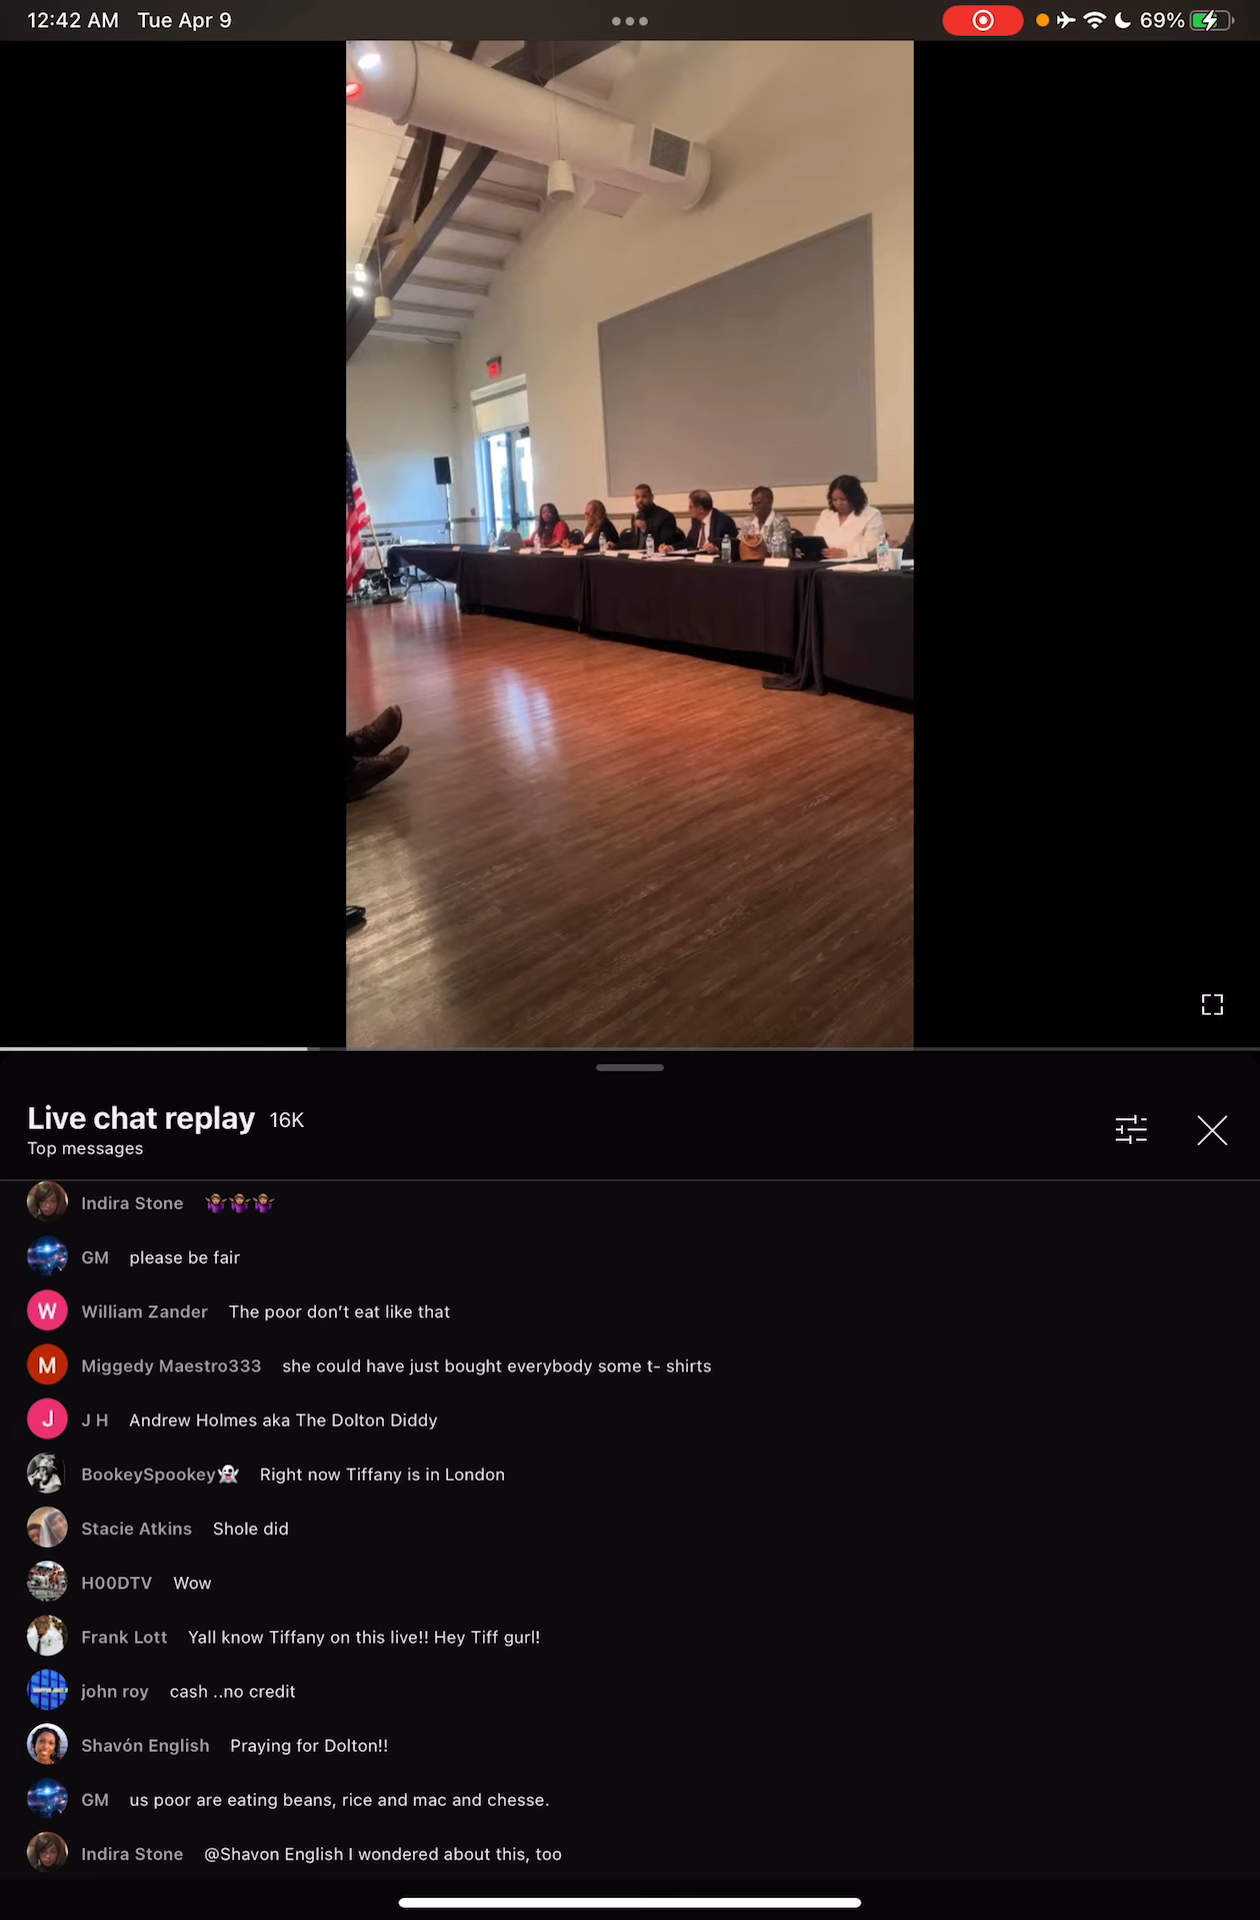 12:42 AM Tue Apr 9
69%
Live chat replay 16K
Top messages
Indira Stone 🤷🏽‍♀️🤷🏽‍♀️🤷🏽‍♀️
GM please be fair
W William Zander The poor don’t eat like that
M Miggedy Maestro333 she could have just bought everybody some t- shirts
J J H Andrew Holmes aka The Dolton Diddy
BookeySpookey👻 Right now Tiffany is in London
Stacie Atkins Shole did
H00DTV Wow
Frank Lott Yall know Tiffany on this live!! Hey Tiff gurl!
john roy cash ..no credit
Shavón English Praying for Dolton!!
GM us poor are eating beans, rice and mac and chesse.
Indira Stone @Shavon English I wondered about this, too